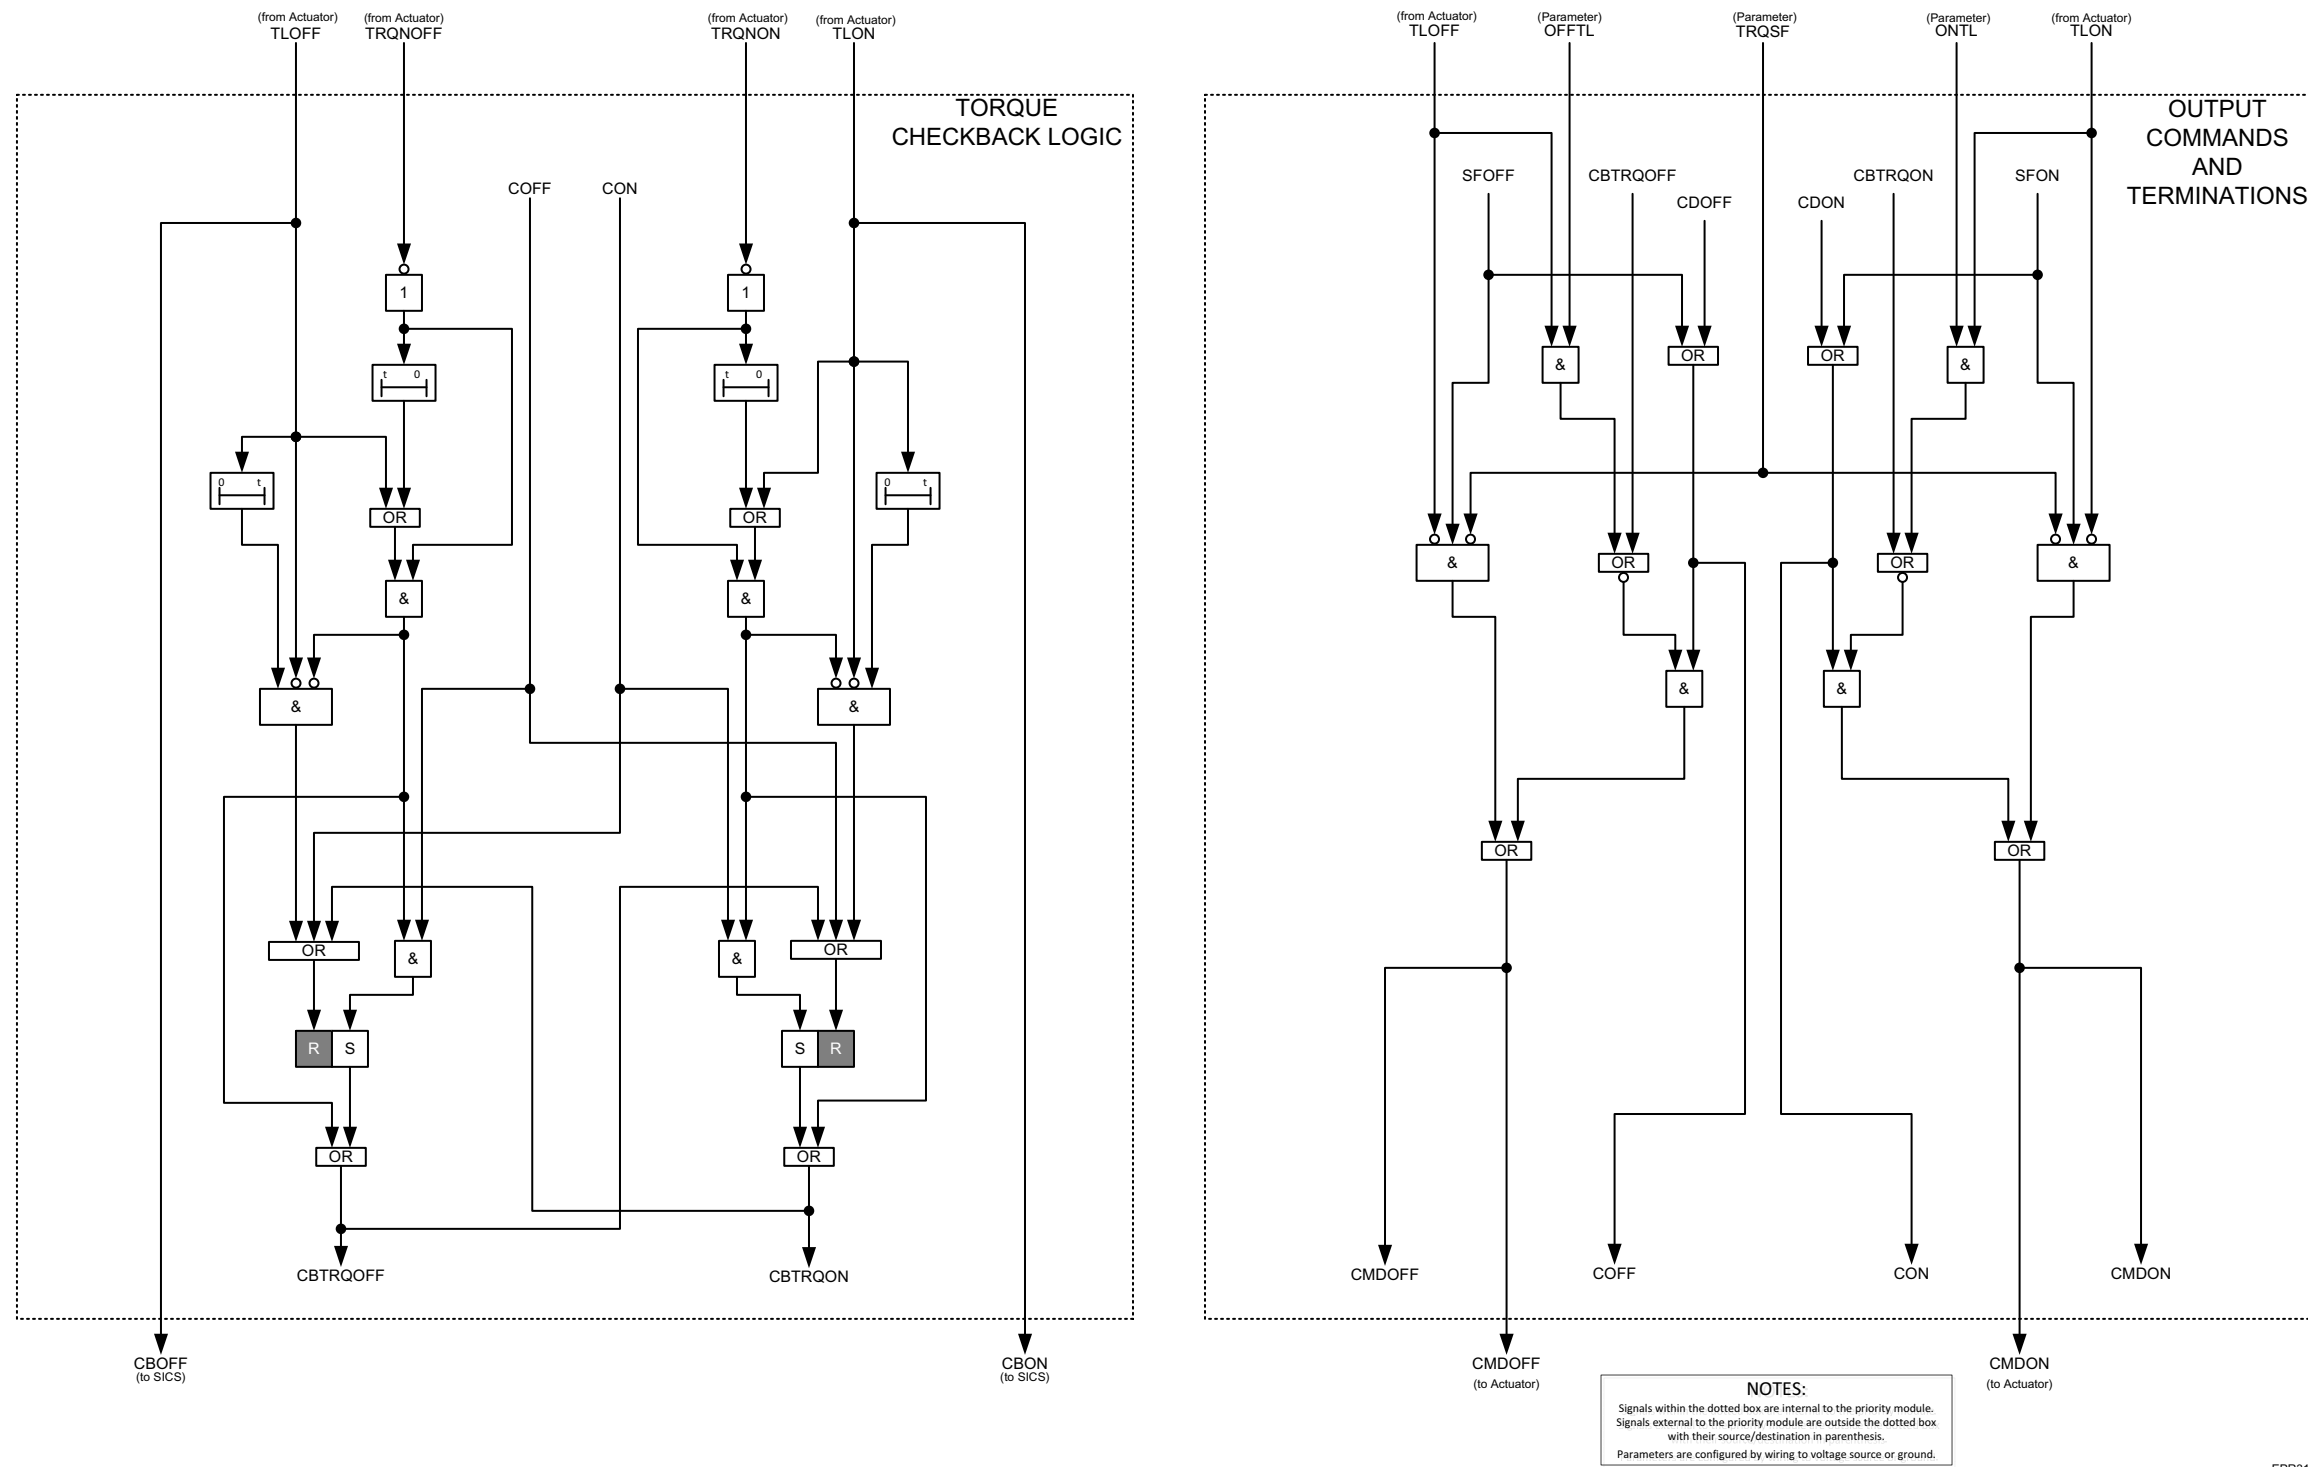 (from Actuator)
TLOFF
(from Actuator)
TRQNOFF
(from Actuator)
TRQNON
(from Actuator)
TLON
TORQUE
CHECKBACK LOGIC
COFF
CON
1
1
t 0
t 0
0 t
0 t
OR
OR
&
&
&
&
OR
&
&
OR
R
S
S
R
OR
OR
CBTRQOFF
CBTRQON
CBOFF
(to SICS)
CBON
(to SICS)
(from Actuator)
TLOFF
(Parameter)
OFFTL
(Parameter)
TRQSF
(Parameter)
ONTL
(from Actuator)
TLON
OUTPUT
COMMANDS
AND
TERMINATIONS
SFOFF
CBTRQOFF
CDOFF
CDON
CBTRQON
SFON
&
OR
OR
&
&
OR
OR
&
&
&
OR
OR
CMDOFF
COFF
CON
CMDON
CMDOFF
(to Actuator)
CMDON
(to Actuator)
NOTES:
Signals within the dotted box are internal to the priority module.
Signals external to the priority module are outside the dotted box
with their source/destination in parenthesis.
Parameters are configured by wiring to voltage source or ground.